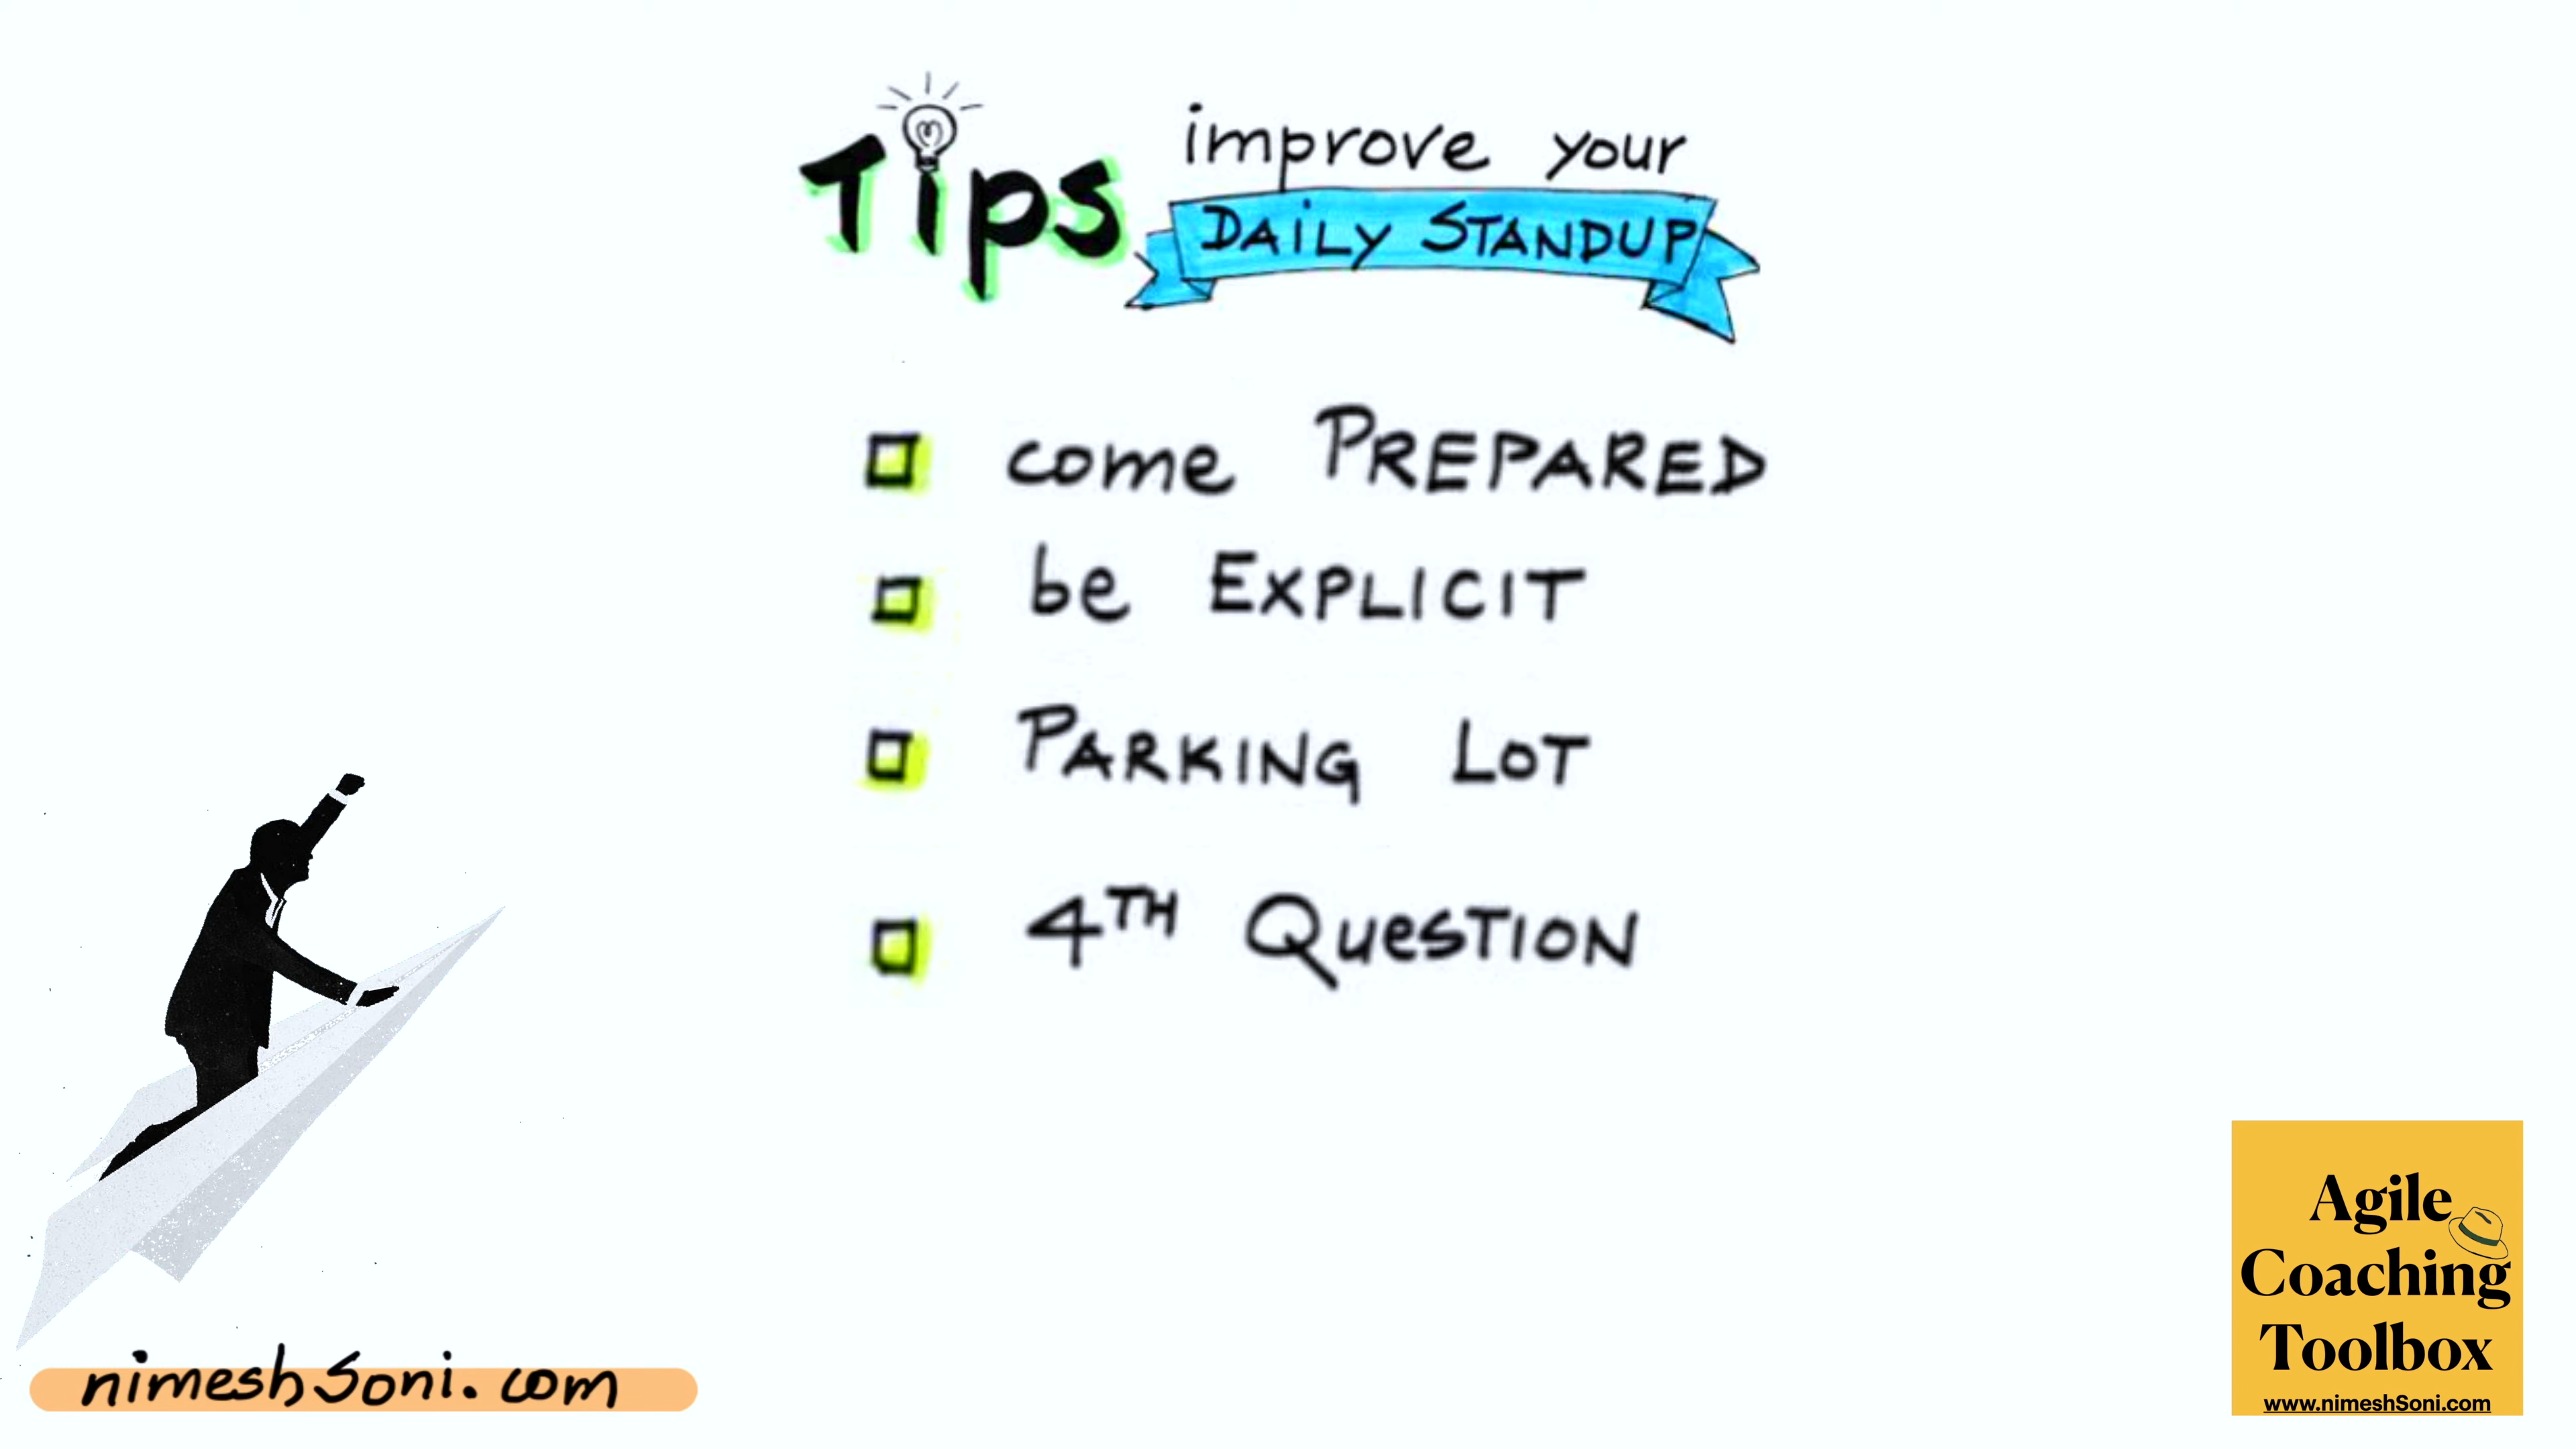 Tips
improve your
DAILY STANDUP
come PREPARED
be EXPLICIT
PARKING LOT
4TH QUESTION
nimeshSoni.com
Agile
Coaching
Toolbox
www.nimeshSoni.com